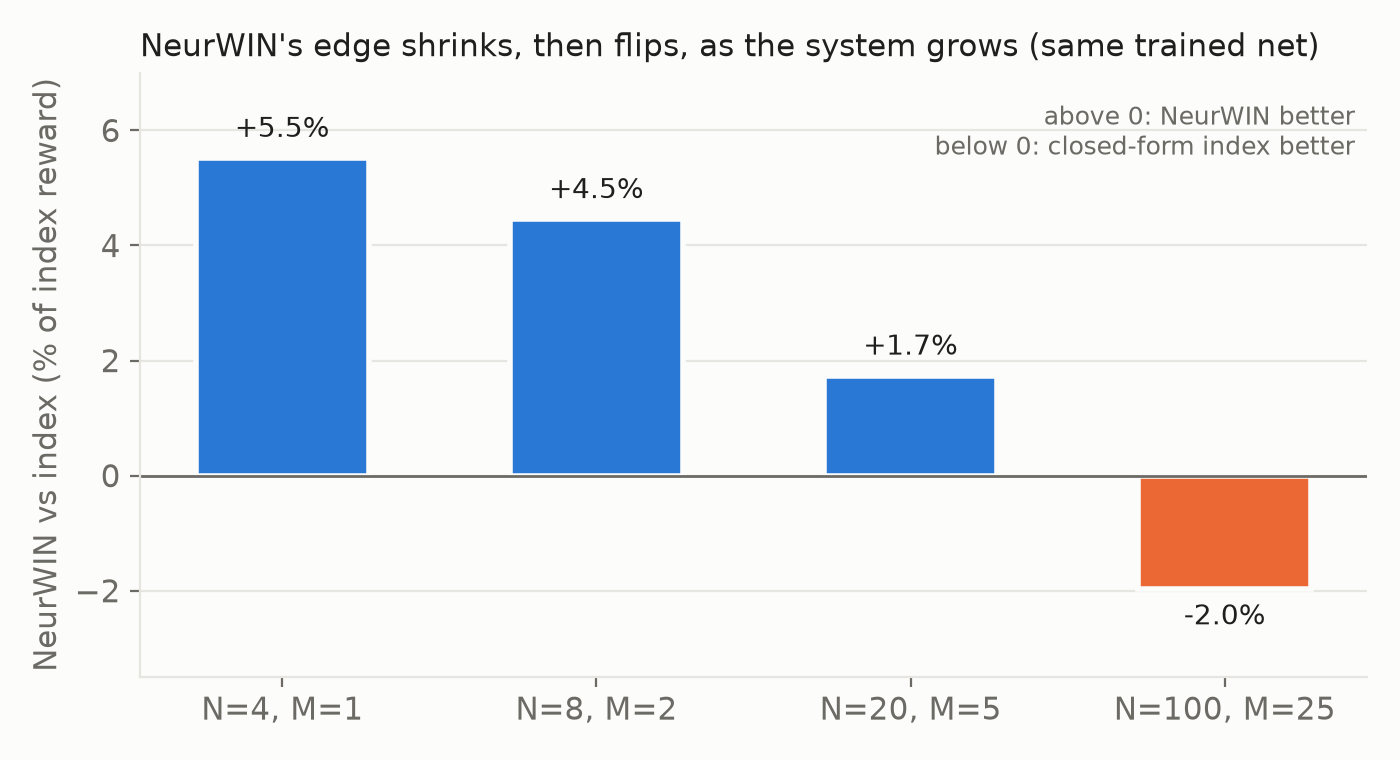 NeurWIN's edge shrinks, then flips, as the system grows (same trained net)
above 0: NeurWIN better
below 0: closed-form index better
NeurWIN vs index (% of index reward)
6
4
2
0
−2
+5.5%
+4.5%
+1.7%
-2.0%
N=4, M=1
N=8, M=2
N=20, M=5
N=100, M=25